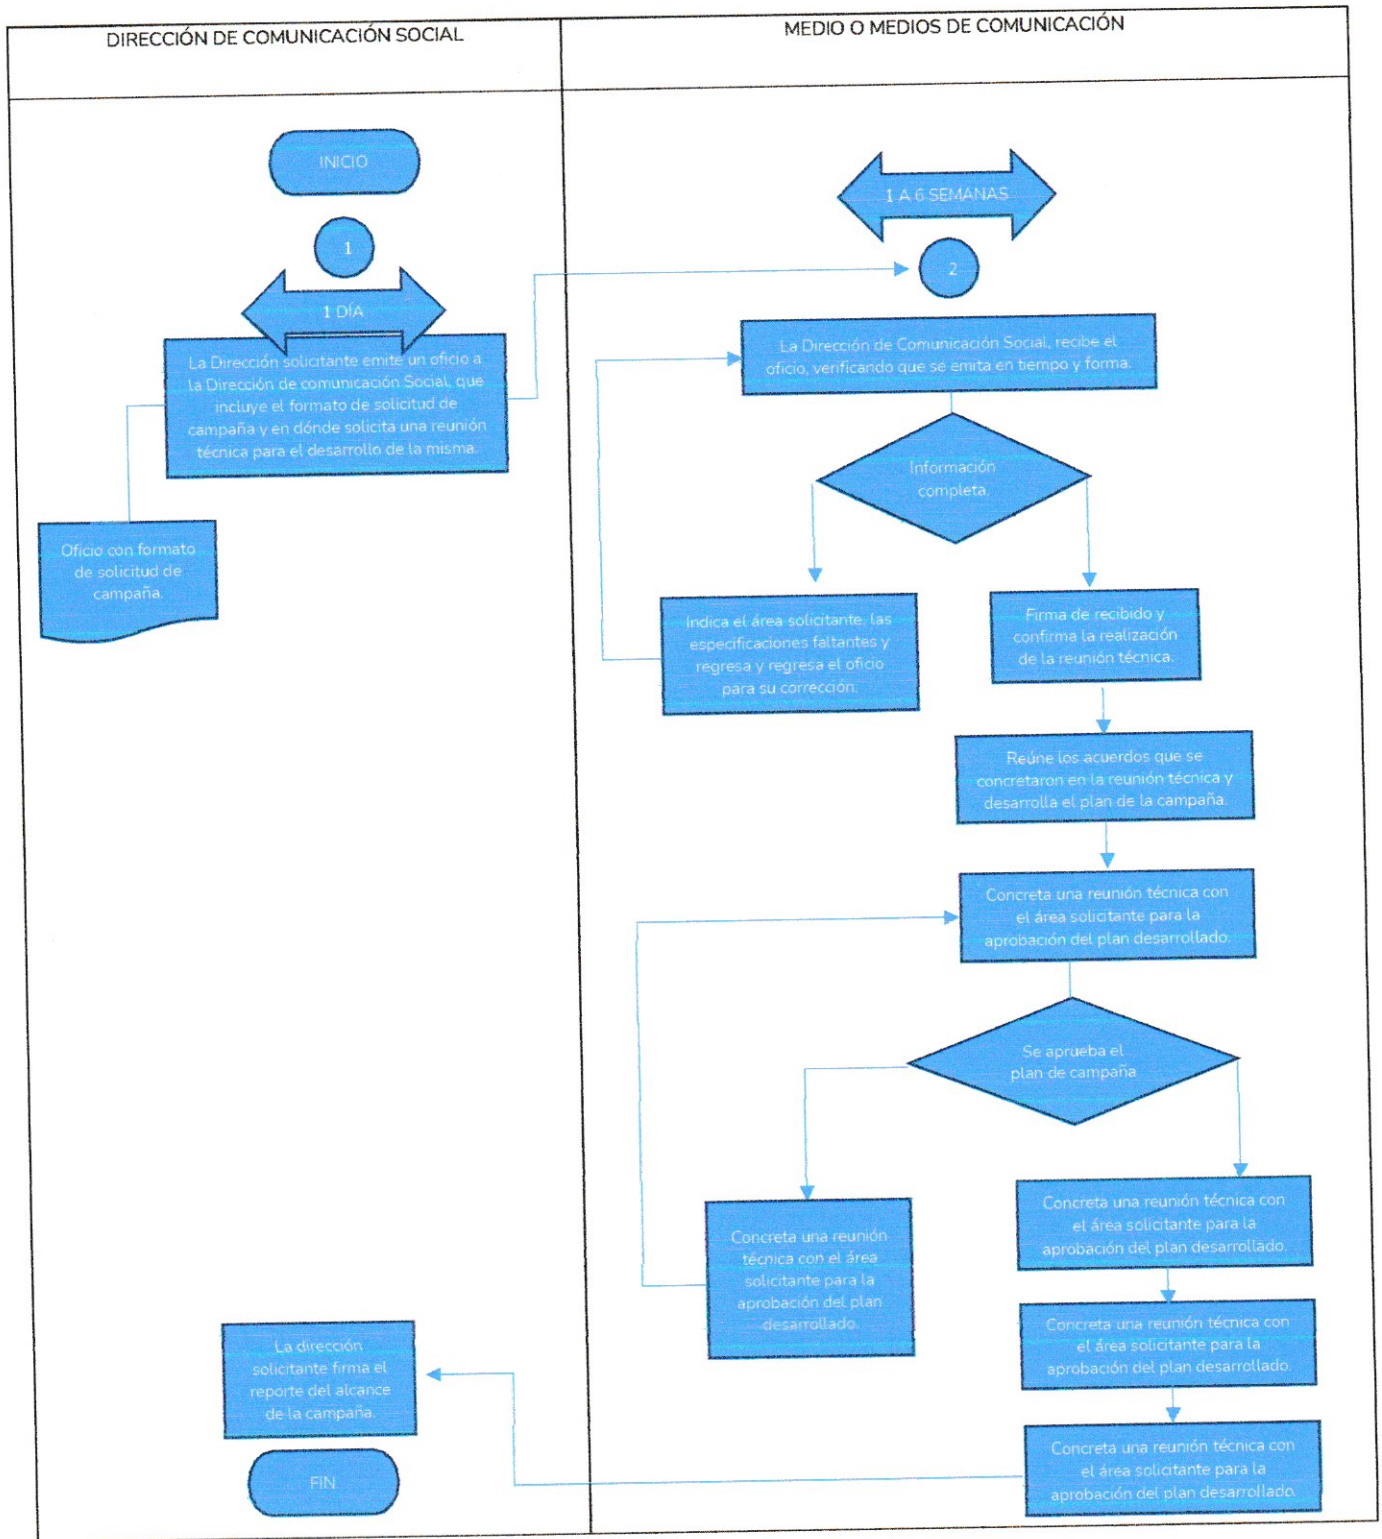 DIRECCIÓN DE COMUNICACIÓN SOCIAL
MEDIO O MEDIOS DE COMUNICACIÓN
INICIO
1
1 DÍA
La Dirección solicitante emite un oficio a
la Dirección de comunicación Social, que
incluye el formato de solicitud de
campaña y en dónde solicita una reunión
técnica para el desarrollo de la misma.
Oficio con formato
de solicitud de
campaña.
1 A 6 SEMANAS
2
La Dirección de Comunicación Social, recibe el
oficio, verificando que se emita en tiempo y forma.
Información
completa.
Indica el área solicitante, las
especificaciones faltantes y
regresa y regresa el oficio
para su corrección.
Firma de recibido y
confirma la realización
de la reunión técnica.
Reúne los acuerdos que se
concretaron en la reunión técnica y
desarrolla el plan de la campaña.
Concreta una reunión técnica con
el área solicitante para la
aprobación del plan desarrollado.
Se aprueba el
plan de campaña
Concreta una reunión
técnica con el área
solicitante para la
aprobación del plan
desarrollado.
Concreta una reunión técnica con
el área solicitante para la
aprobación del plan desarrollado.
Concreta una reunión técnica con
el área solicitante para la
aprobación del plan desarrollado.
Concreta una reunión técnica con
el área solicitante para la
aprobación del plan desarrollado.
La dirección
solicitante firma el
reporte del alcance
de la campaña.
FIN